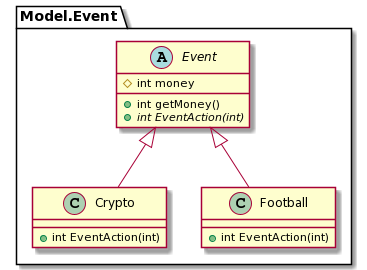 Model.Event
A Event
int money
int getMoney()
int EventAction(int)
C Crypto
int EventAction(int)
C Football
int EventAction(int)